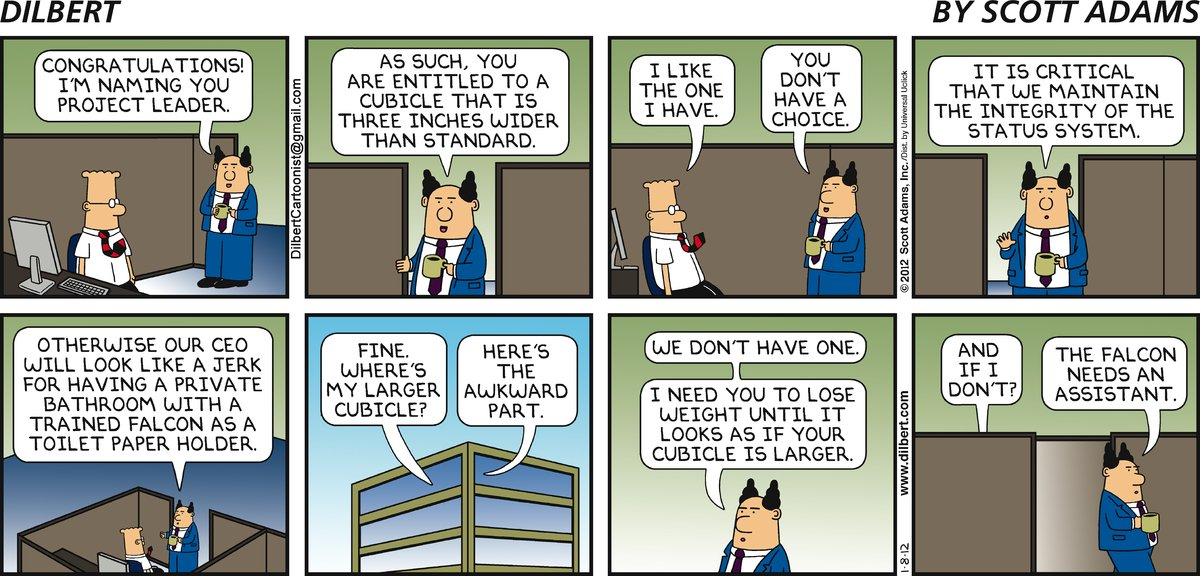 DILBERT
BY SCOTT ADAMS
CONGRATULATIONS!
I'M NAMING YOU
PROJECT LEADER.
DilbertCartoonist@gmail.com
AS SUCH, YOU
ARE ENTITLED TO A
CUBICLE THAT IS
THREE INCHES WIDER
THAN STANDARD.
I LIKE
THE ONE
I HAVE.
YOU
DON'T
HAVE A
CHOICE.
© 2012 Scott Adams, Inc. /Dist. by Universal Uclick
IT IS CRITICAL
THAT WE MAINTAIN
THE INTEGRITY OF THE
STATUS SYSTEM.
OTHERWISE OUR CEO
WILL LOOK LIKE A JERK
FOR HAVING A PRIVATE
BATHROOM WITH A
TRAINED FALCON AS A
TOILET PAPER HOLDER.
FINE.
WHERE'S
MY LARGER
CUBICLE?
HERE'S
THE
AWKWARD
PART.
WE DON'T HAVE ONE.
I NEED YOU TO LOSE
WEIGHT UNTIL IT
LOOKS AS IF YOUR
CUBICLE IS LARGER.
www.dilbert.com
1-8-12
AND
IF I
DON'T?
THE FALCON
NEEDS AN
ASSISTANT.